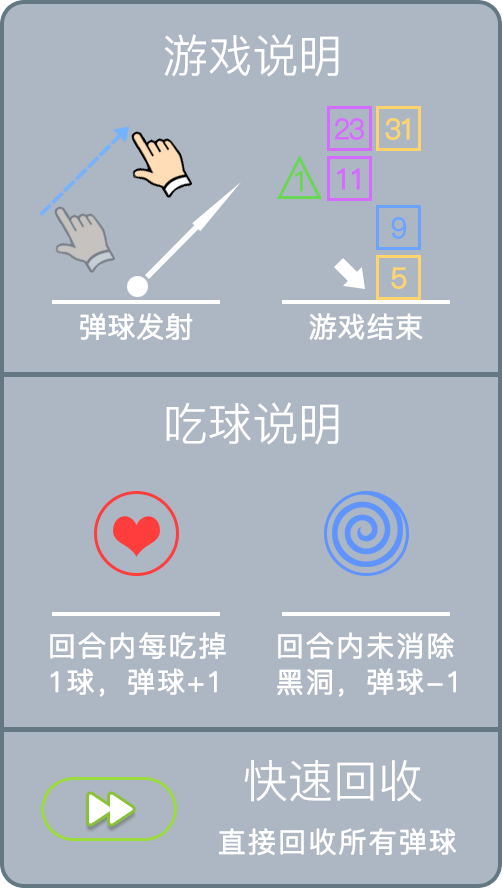 游戏说明
23 31
1 11
9
5
弹球发射
游戏结束
吃球说明
回合内每吃掉
1球，弹球+1
回合内未消除
黑洞，弹球-1
快速回收
直接回收所有弹球